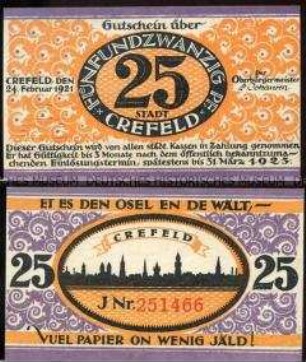 Gutschein über
FÜNFUNDZWANZIG PF.
25
STADT
CREFELD
CREFELD DEN
24. Februar 1921
Der
Oberbürgermeister
Dieser Gutschein wird von allen städt. Kassen in Zahlung genommen
Er hat Gültigkeit bis 3 Monate nach dem öffentlich bekanntzuma-
chenden Einlösungstermin, spätestens bis 31. März 1923.
ET ES DEN OSEL EN DE WÄLT,—
CREFELD
25
25
J Nr. 251466
VUEL PAPIER ON WENIG JÄLD!